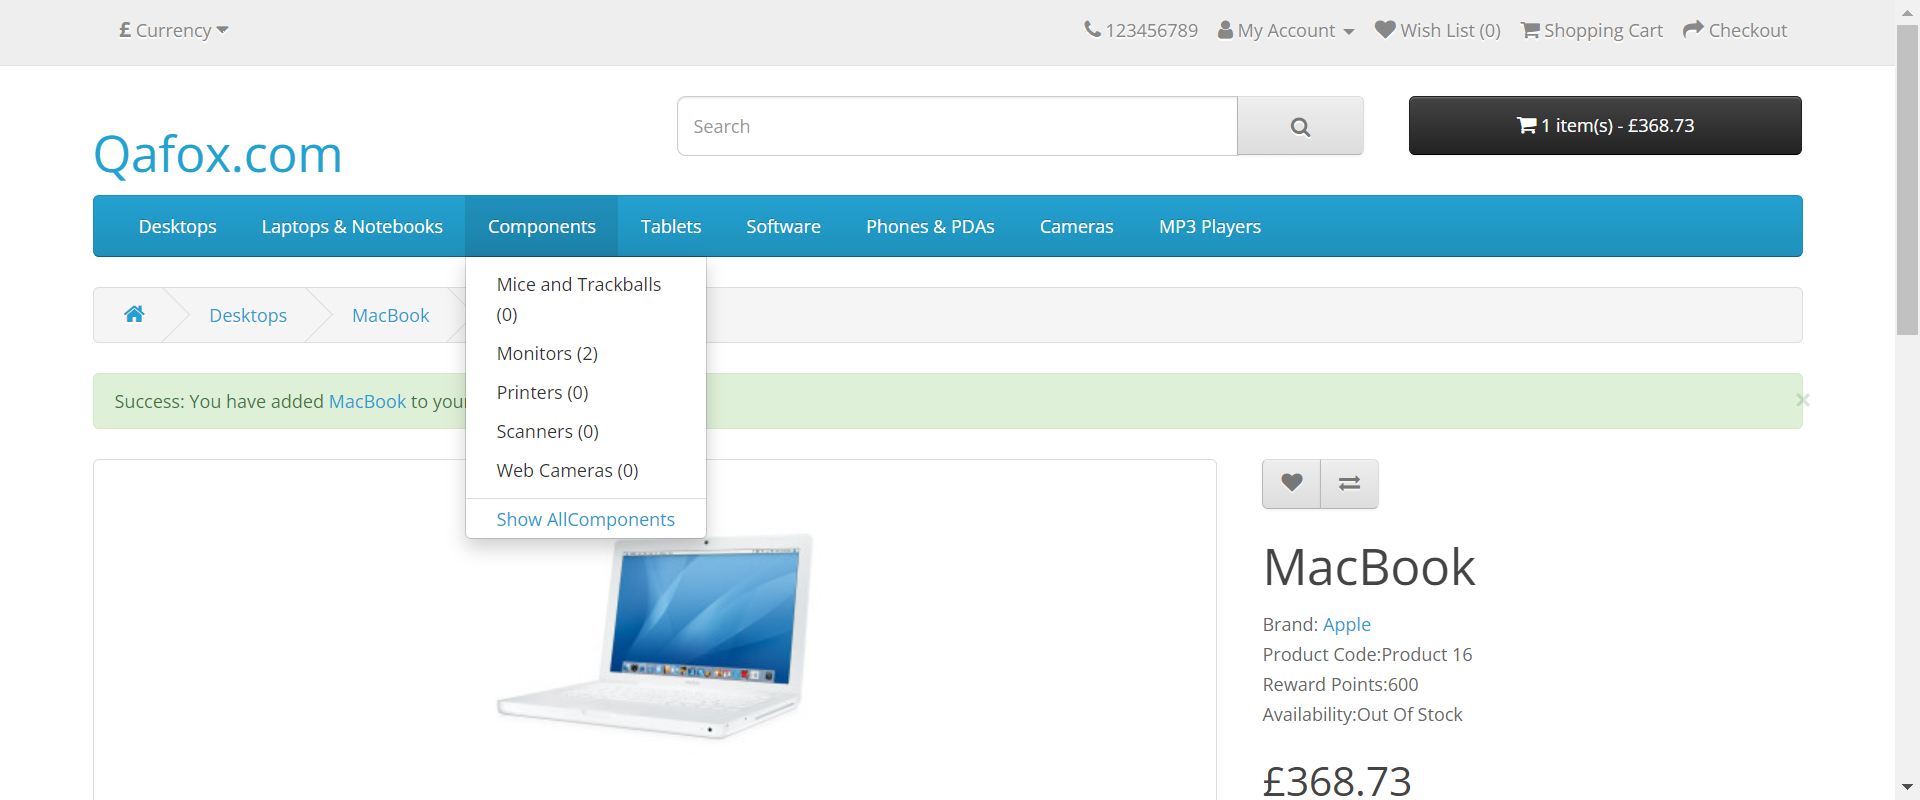 £ Currency
123456789 My Account Wish List (0) Shopping Cart Checkout
Qafox.com
Search
1 item(s) - £368.73
Desktops Laptops & Notebooks Components Tablets Software Phones & PDAs Cameras MP3 Players
Mice and Trackballs
(0)
Monitors (2)
Printers (0)
Scanners (0)
Web Cameras (0)
Show AllComponents
Desktops MacBook
Success: You have added MacBook to your
×
MacBook
Brand: Apple
Product Code:Product 16
Reward Points:600
Availability:Out Of Stock
£368.73